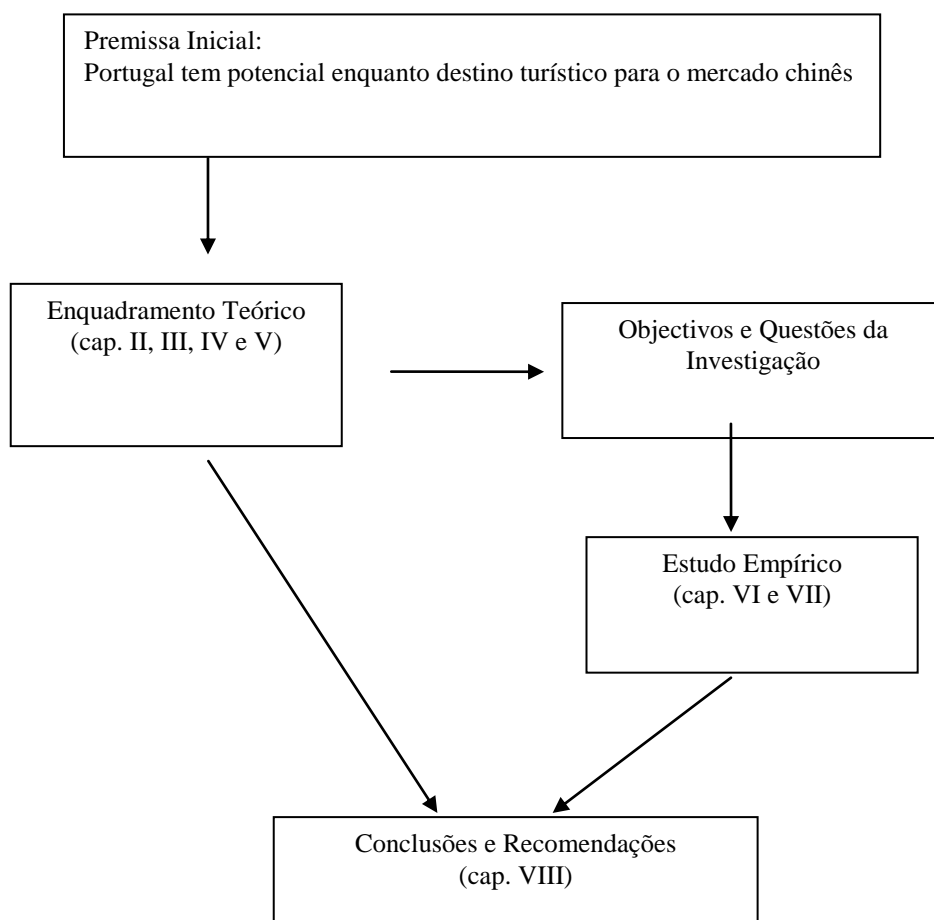 Premissa Inicial:
Portugal tem potencial enquanto destino turístico para o mercado chinês
Enquadramento Teórico
(cap. II, III, IV e V)
Objectivos e Questões da
Investigação
Estudo Empírico
(cap. VI e VII)
Conclusões e Recomendações
(cap. VIII)